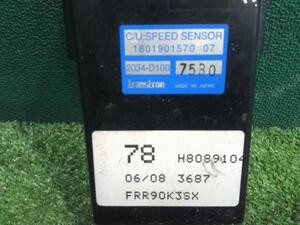 C/U;SPEED SENSOR
1801901570 07
2034-D100 7530
transtron
MADE IN JAPAN
78 H8089104
06/08 3687
FRR90K3SX